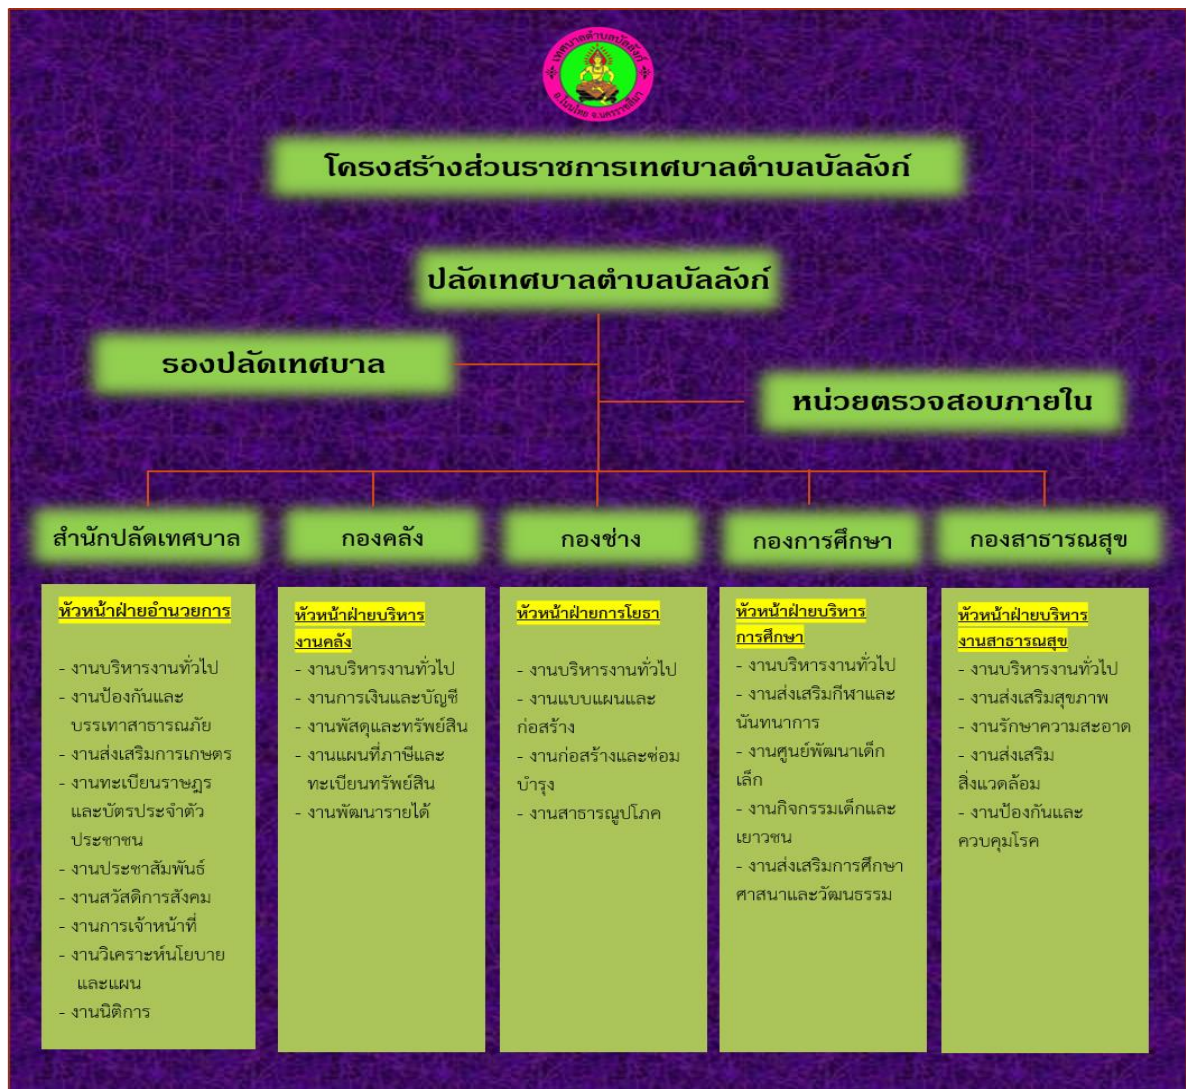 เทศบาลตำบลบัลลังก์
อ.โนนไทย จ.นครราชสีมา
โครงสร้างส่วนราชการเทศบาลตำบลบัลลังก์
ปลัดเทศบาลตำบลบัลลังก์
รองปลัดเทศบาล
หน่วยตรวจสอบภายใน
สำนักปลัดเทศบาล
หัวหน้าฝ่ายอำนวยการ
- งานบริหารงานทั่วไป
- งานป้องกันและ
บรรเทาสาธารณภัย
- งานส่งเสริมการเกษตร
- งานทะเบียนราษฎร
และบัตรประจำตัว
ประชาชน
- งานประชาสัมพันธ์
- งานสวัสดิการสังคม
- งานการเจ้าหน้าที่
- งานวิเคราะห์นโยบาย
และแผน
- งานนิติการ
กองคลัง
หัวหน้าฝ่ายบริหาร
งานคลัง
- งานบริหารงานทั่วไป
- งานการเงินและบัญชี
- งานพัสดุและทรัพย์สิน
- งานแผนที่ภาษีและ
ทะเบียนทรัพย์สิน
- งานพัฒนารายได้
กองช่าง
หัวหน้าฝ่ายการโยธา
- งานบริหารงานทั่วไป
- งานแบบแผนและ
ก่อสร้าง
- งานก่อสร้างและซ่อม
บำรุง
- งานสาธารณูปโภค
กองการศึกษา
หัวหน้าฝ่ายบริหาร
การศึกษา
- งานบริหารงานทั่วไป
- งานส่งเสริมกีฬาและ
นันทนาการ
- งานศูนย์พัฒนาเด็ก
เล็ก
- งานกิจกรรมเด็กและ
เยาวชน
- งานส่งเสริมการศึกษา
ศาสนาและวัฒนธรรม
กองสาธารณสุข
หัวหน้าฝ่ายบริหาร
งานสาธารณสุข
- งานบริหารงานทั่วไป
- งานส่งเสริมสุขภาพ
- งานรักษาความสะอาด
- งานส่งเสริม
สิ่งแวดล้อม
- งานป้องกันและ
ควบคุมโรค